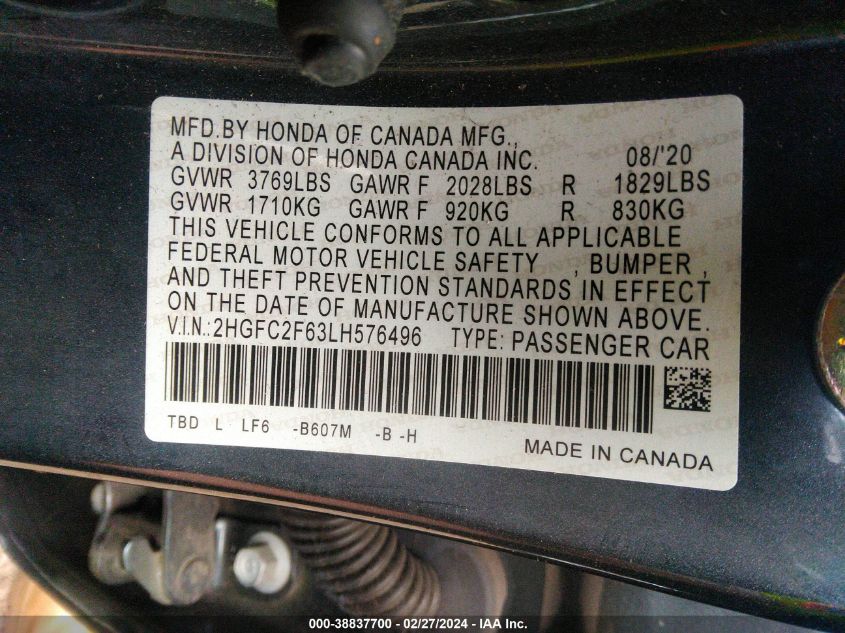 MFD.BY HONDA OF CANADA MFG.,
A DIVISION OF HONDA CANADA INC. 08/'20
GVWR 3769LBS GAWR F 2028LBS R 1829LBS
GVWR 1710KG GAWR F 920KG R 830KG
THIS VEHICLE CONFORMS TO ALL APPLICABLE
FEDERAL MOTOR VEHICLE SAFETY , BUMPER ,
AND THEFT PREVENTION STANDARDS IN EFFECT
ON THE DATE OF MANUFACTURE SHOWN ABOVE.
V.I.N.:2HGFC2F63LH576496 TYPE: PASSENGER CAR
TBD L LF6 -B607M -B -H
MADE IN CANADA
000-38837700 - 02/27/2024 - IAA Inc.